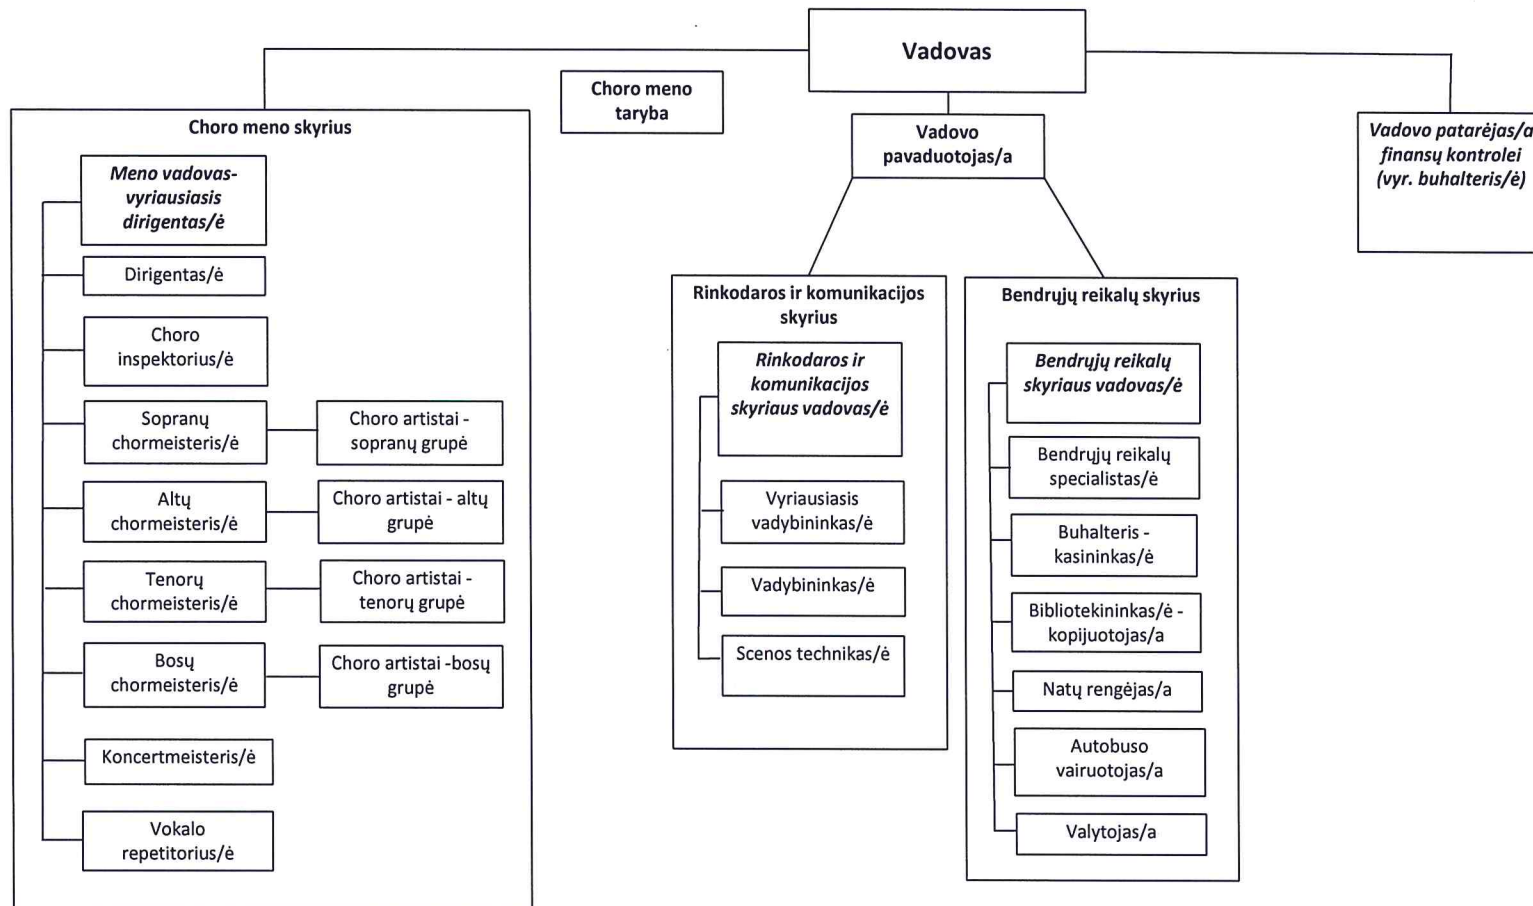 Vadovas
Choro meno
taryba
Vadovo
pavaduotojas/a
Vadovo patarėjas/a
finansų kontrolei
(vyr. buhalteris/ė)
Choro meno skyrius
Meno vadovas-
vyriausiasis
dirigentas/ė
Dirigentas/ė
Choro
inspektorius/ė
Sopranų
chormeisteris/ė
Choro artistai -
sopranų grupė
Altų
chormeisteris/ė
Choro artistai - altų
grupė
Tenorų
chormeisteris/ė
Choro artistai -
tenorų grupė
Bosų
chormeisteris/ė
Choro artistai -bosų
grupė
Koncertmeisteris/ė
Vokalo
repetitorius/ė
Rinkodaros ir komunikacijos
skyrius
Rinkodaros ir
komunikacijos
skyriaus vadovas/ė
Vyriausiasis
vadybininkas/ė
Vadybininkas/ė
Scenos technikas/ė
Bendrųjų reikalų skyrius
Bendrųjų reikalų
skyriaus vadovas/ė
Bendrųjų reikalų
specialistas/ė
Buhalteris -
kasininkas/ė
Bibliotekininkas/ė -
kopijuotojas/a
Natų rengėjas/a
Autobuso
vairuotojas/a
Valytojas/a